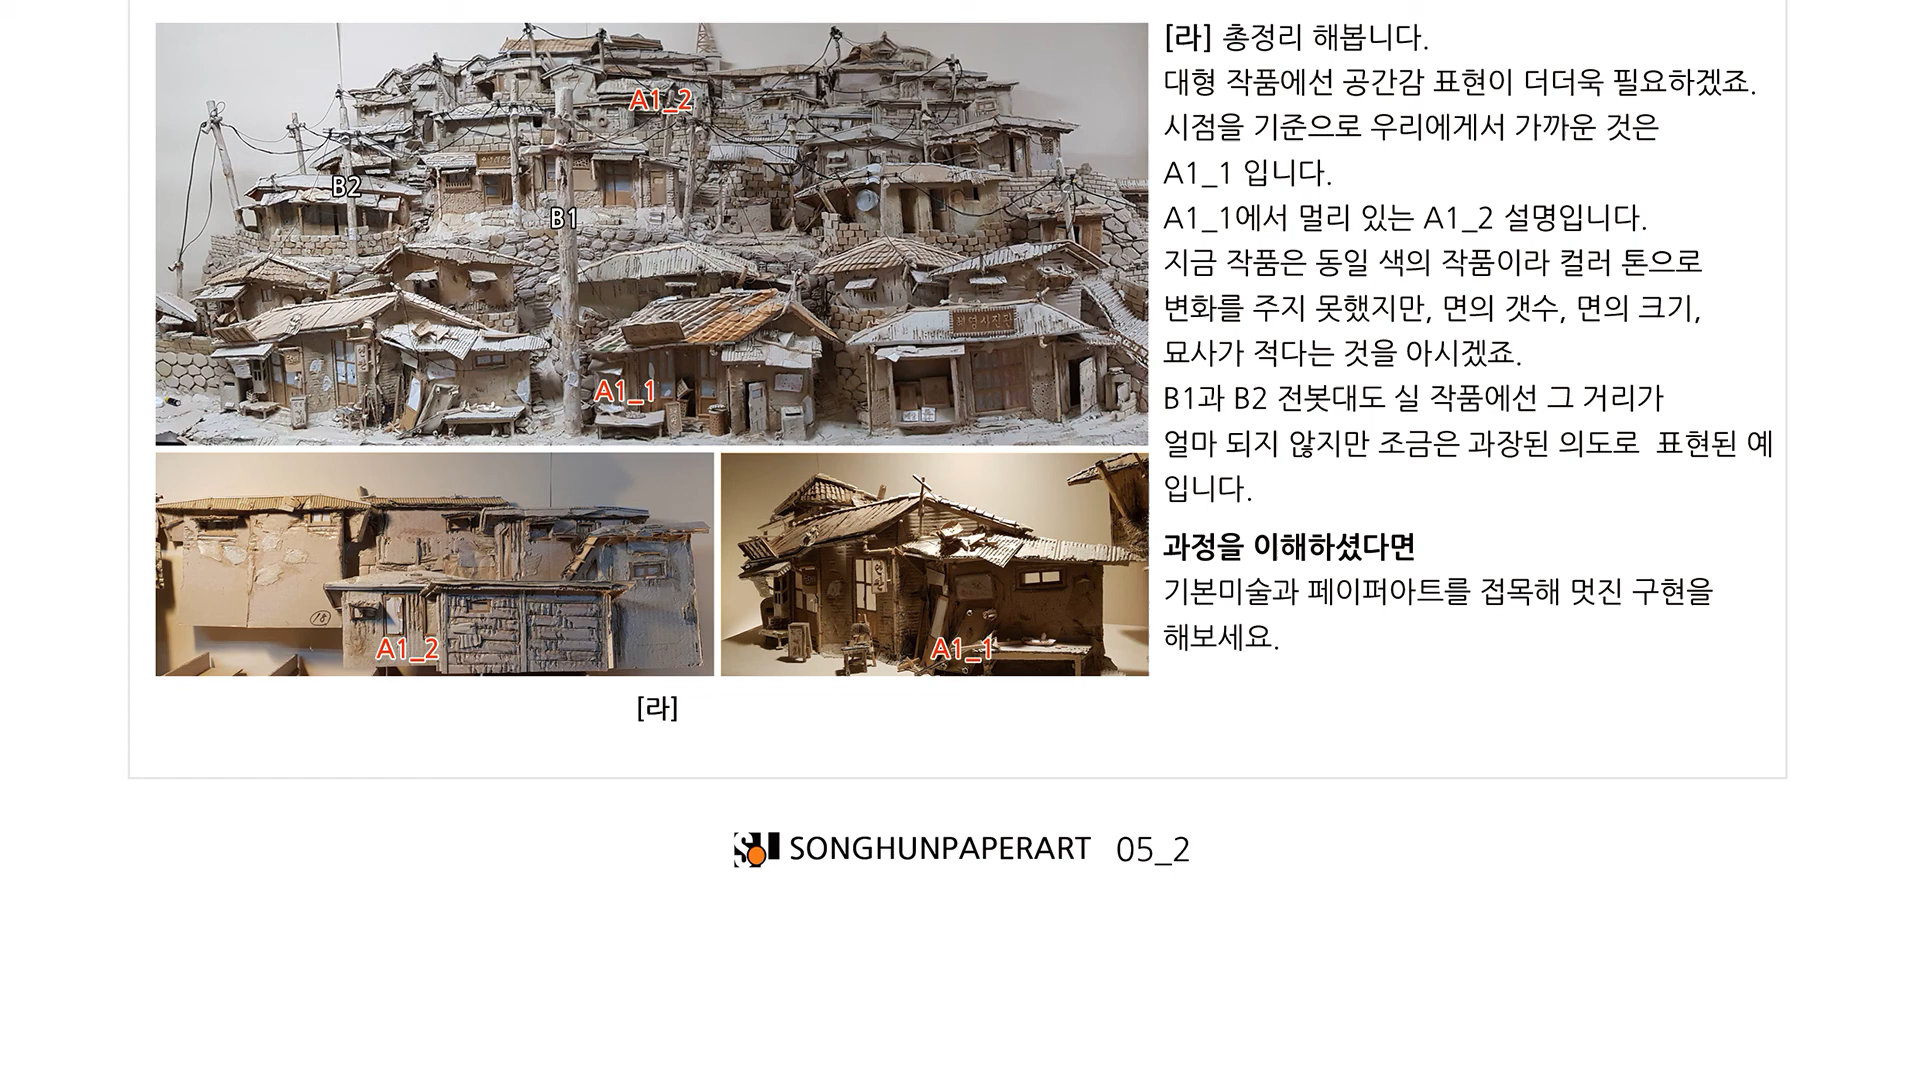 A1_2
B2
B1
A1_1
A1_2
18
A1_1
[라]
[라] 총정리 해봅니다.
대형 작품에선 공간감 표현이 더더욱 필요하겠죠.
시점을 기준으로 우리에게서 가까운 것은
A1_1 입니다.
A1_1에서 멀리 있는 A1_2 설명입니다.
지금 작품은 동일 색의 작품이라 컬러 톤으로
변화를 주지 못했지만, 면의 갯수, 면의 크기,
묘사가 적다는 것을 아시겠죠.
B1과 B2 전봇대도 실 작품에선 그 거리가
얼마 되지 않지만 조금은 과장된 의도로 표현된 예
입니다.
과정을 이해하셨다면
기본미술과 페이퍼아트를 접목해 멋진 구현을
해보세요.
SONGHUNPAPERART 05_2